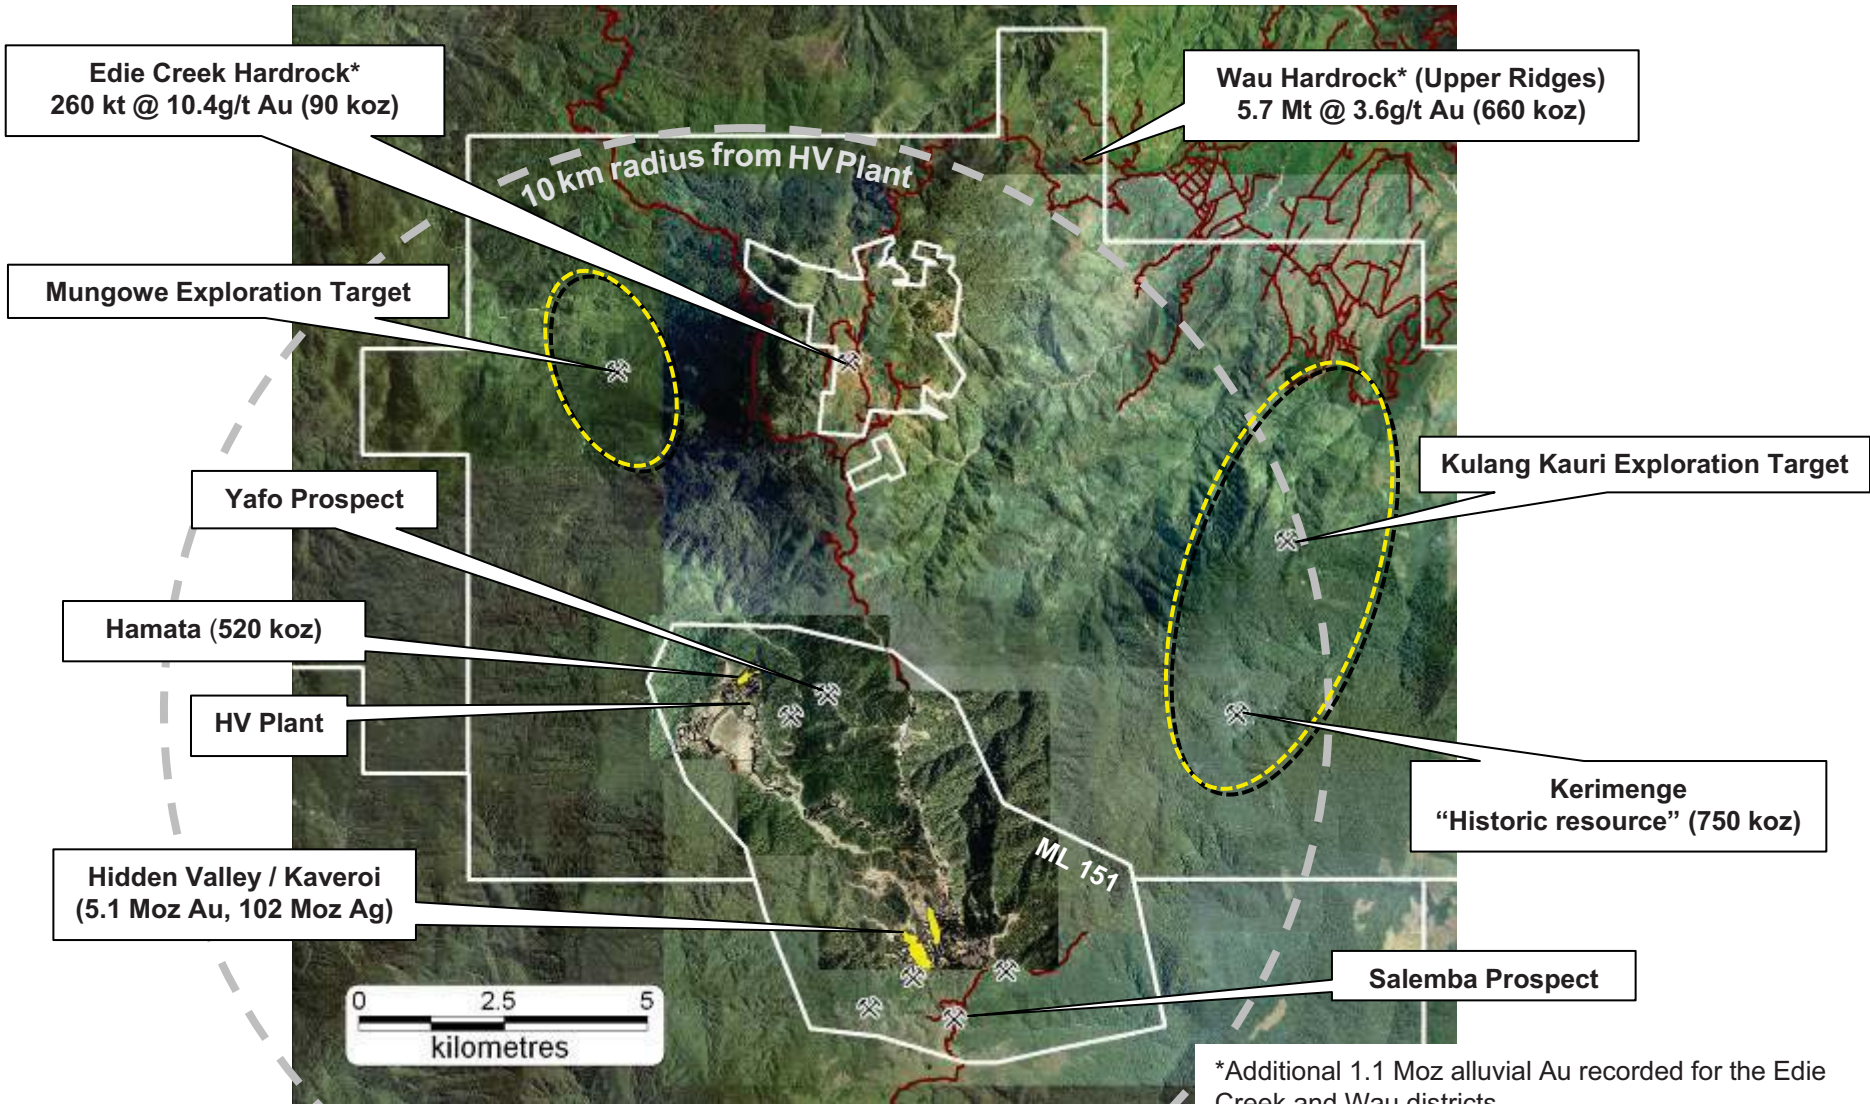 Edie Creek Hardrock*
260 kt @ 10.4g/t Au (90 koz)
Wau Hardrock* (Upper Ridges)
5.7 Mt @ 3.6g/t Au (660 koz)
10 km radius from HV Plant
Mungowe Exploration Target
Kulang Kauri Exploration Target
Yafo Prospect
Hamata (520 koz)
HV Plant
Kerimenge
“Historic resource” (750 koz)
ML 151
Hidden Valley / Kaveroi
(5.1 Moz Au, 102 Moz Ag)
Salemba Prospect
0 2.5 5
kilometres
*Additional 1.1 Moz alluvial Au recorded for the Edie
Creek and Wau districts